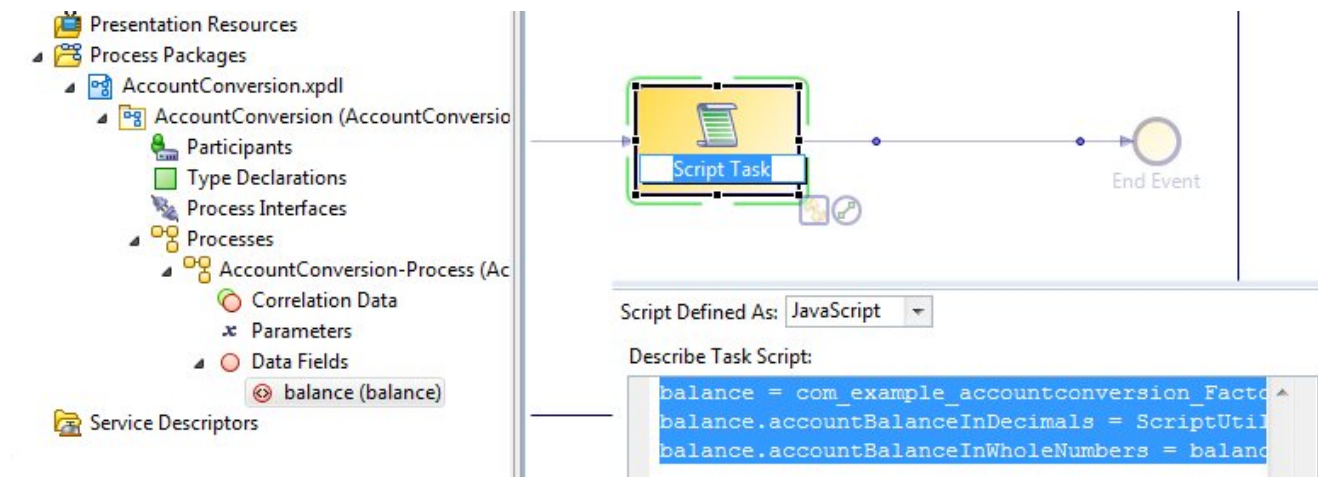 Presentation Resources
Process Packages
AccountConversion.xpdl
AccountConversion (AccountConversio
Participants
Type Declarations
Process Interfaces
Processes
AccountConversion-Process (Ac
Correlation Data
x Parameters
Data Fields
balance (balance)
Service Descriptors
Script Task
End Event
Script Defined As: JavaScript
Describe Task Script:
balance = com_example_accountconversion_Facto
balance.accountBalanceInDecimals = ScriptUtil
balance.accountBalanceInWholeNumbers = balanc